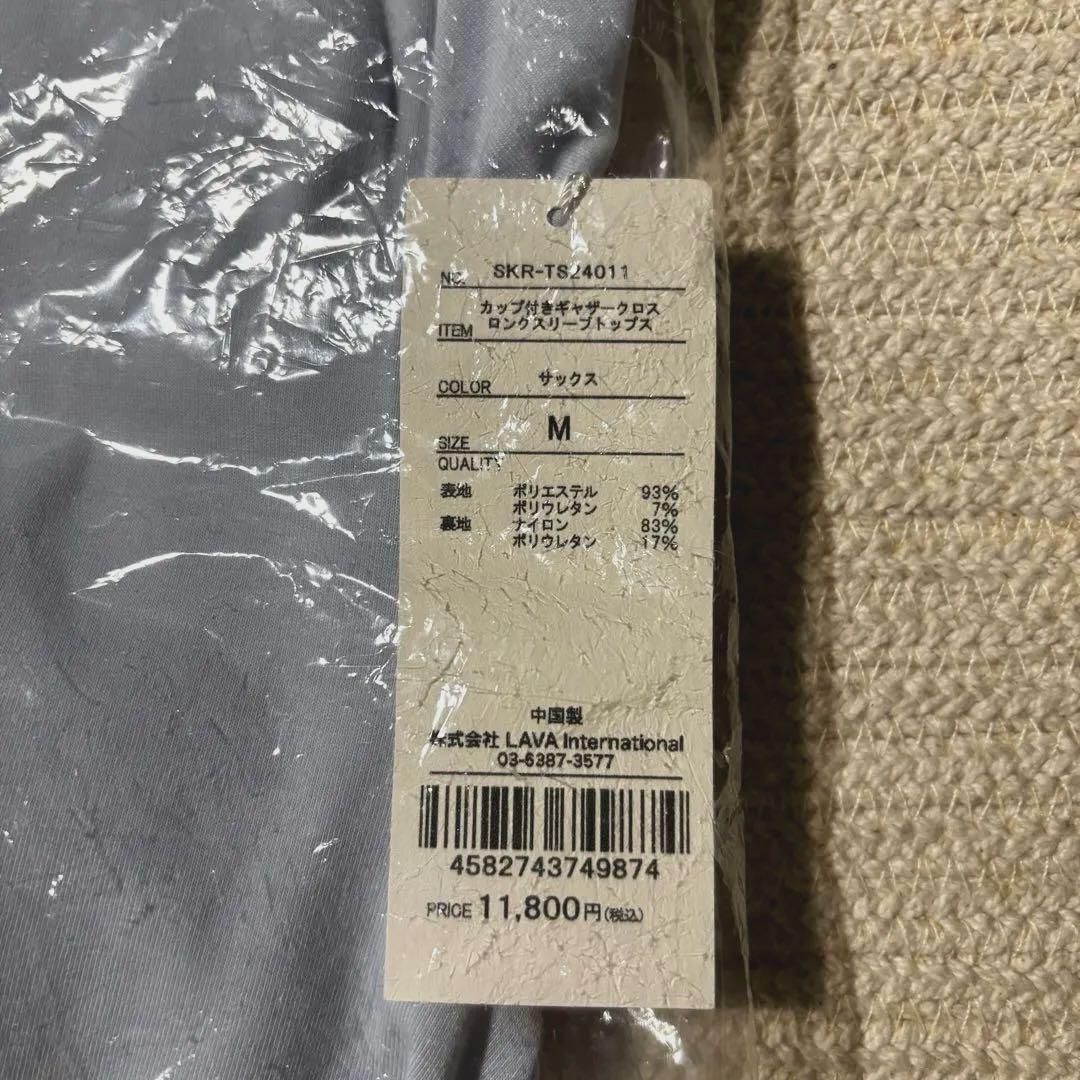 NO. SKR-TS24011
カップ付きギャザークロス
ITEM ロングスリーブトップス
COLOR サックス
SIZE M
QUALITY
表地 ポリエステル 93%
ポリウレタン 7%
裏地 ナイロン 83%
ポリウレタン 17%
中国製
株式会社 LAVA International
03-6387-3577
4582743749874
PRICE 11,800円(税込)